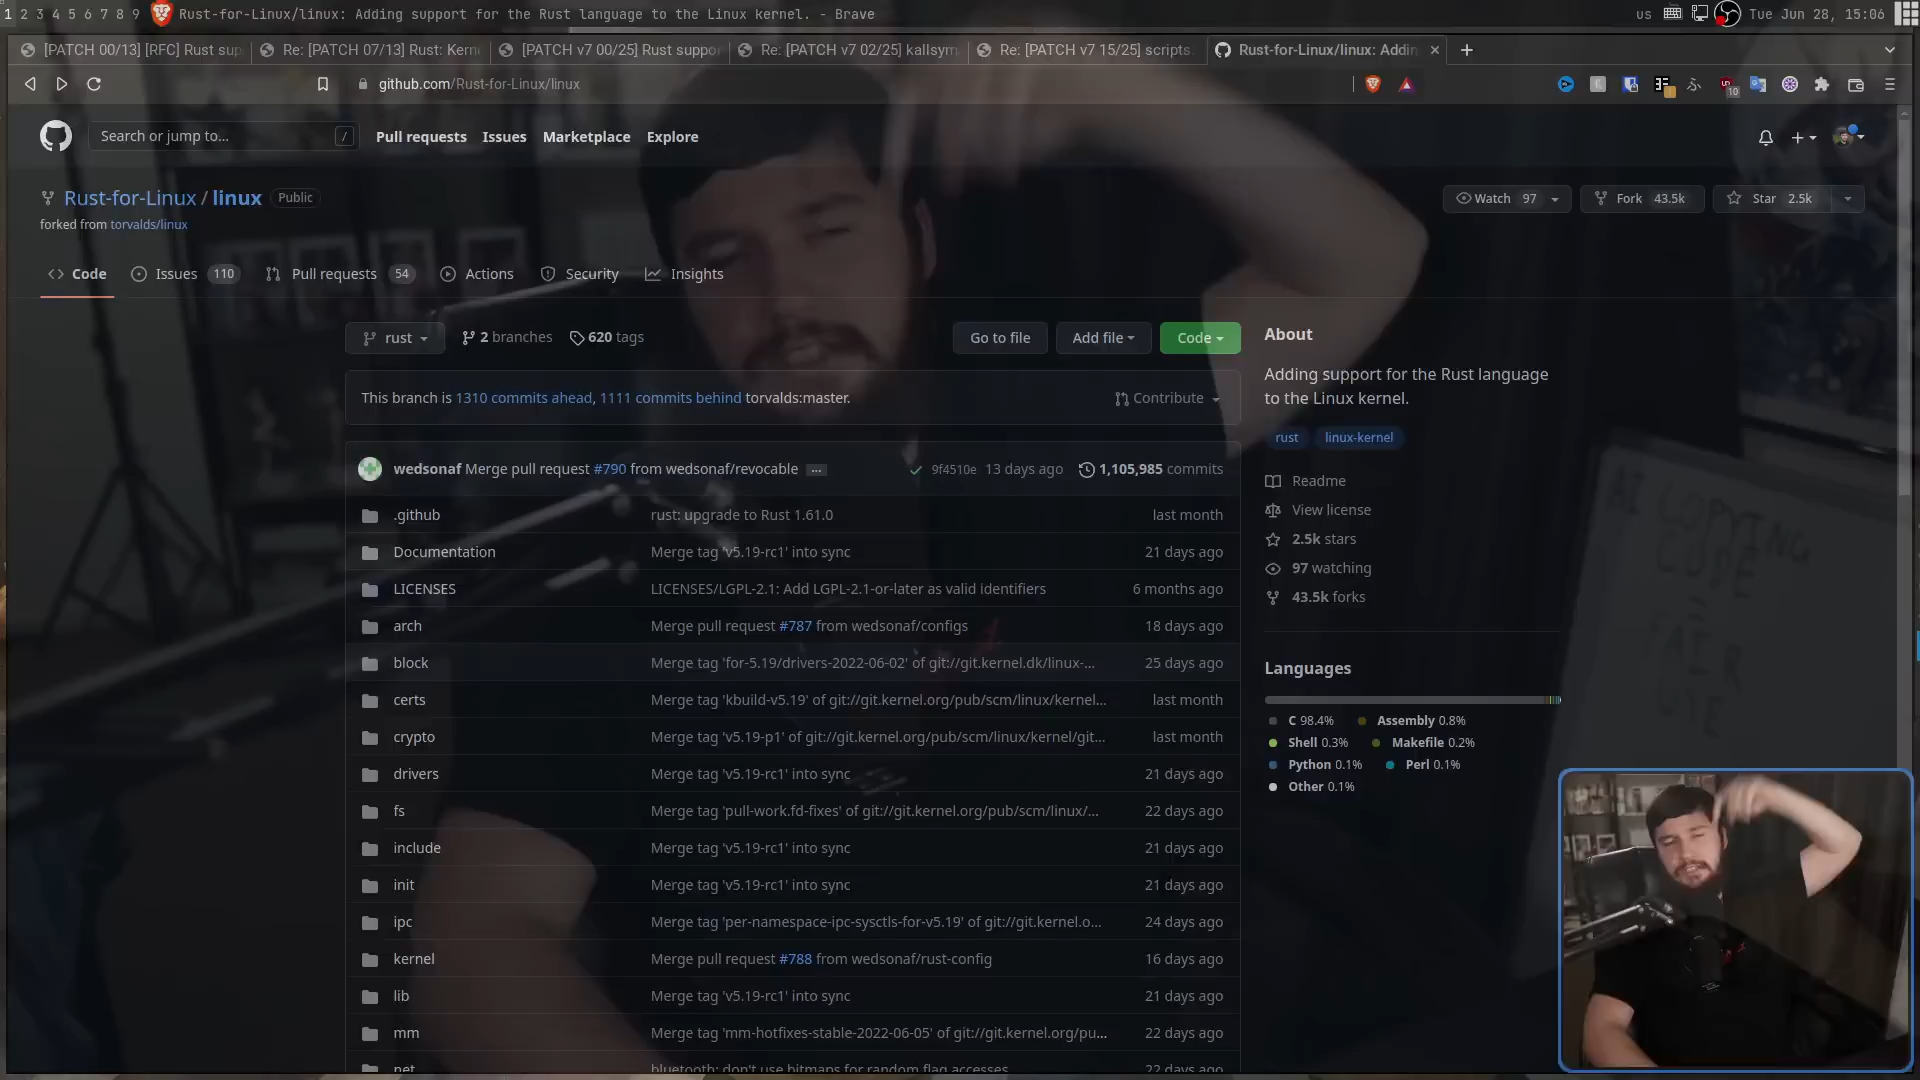 1 2 3 4 5 6 7 8 9 Rust-for-Linux/linux: Adding support for the Rust language to the Linux kernel. - Brave us Tue Jun 28, 15:06
[PATCH 00/13] [RFC] Rust sup Re: [PATCH 07/13] Rust: Kerne [PATCH v7 00/25] Rust suppo Re: [PATCH v7 02/25] kallsym Re: [PATCH v7 15/25] scripts Rust-for-Linux/linux: Addin
github.com/Rust-for-Linux/linux 10
Search or jump to... / Pull requests Issues Marketplace Explore
Rust-for-Linux / linux Public Watch 97 Fork 43.5k Star 2.5k
forked from torvalds/linux
Code Issues 110 Pull requests 54 Actions Security Insights
rust 2 branches 620 tags Go to file Add file Code
This branch is 1310 commits ahead, 1111 commits behind torvalds:master. Contribute
wedsonaf Merge pull request #790 from wedsonaf/revocable ... 9f4510e 13 days ago 1,105,985 commits
.github rust: upgrade to Rust 1.61.0 last month
Documentation Merge tag 'v5.19-rc1' into sync 21 days ago
LICENSES LICENSES/LGPL-2.1: Add LGPL-2.1-or-later as valid identifiers 6 months ago
arch Merge pull request #787 from wedsonaf/configs 18 days ago
block Merge tag 'for-5.19/drivers-2022-06-02' of git://git.kernel.dk/linux-... 25 days ago
certs Merge tag 'kbuild-v5.19' of git://git.kernel.org/pub/scm/linux/kernel... last month
crypto Merge tag 'v5.19-p1' of git://git.kernel.org/pub/scm/linux/kernel/git... last month
drivers Merge tag 'v5.19-rc1' into sync 21 days ago
fs Merge tag 'pull-work.fd-fixes' of git://git.kernel.org/pub/scm/linux/... 22 days ago
include Merge tag 'v5.19-rc1' into sync 21 days ago
init Merge tag 'v5.19-rc1' into sync 21 days ago
ipc Merge tag 'per-namespace-ipc-sysctls-for-v5.19' of git://git.kernel.o... 24 days ago
kernel Merge pull request #788 from wedsonaf/rust-config 16 days ago
lib Merge tag 'v5.19-rc1' into sync 21 days ago
mm Merge tag 'mm-hotfixes-stable-2022-06-05' of git://git.kernel.org/pu... 22 days ago
net bluetooth: don't use bitmaps for random flag accesses 22 days ago
About
Adding support for the Rust language
to the Linux kernel.
rust linux-kernel
Readme
View license
2.5k stars
97 watching
43.5k forks
Languages
C 98.4% Assembly 0.8%
Shell 0.3% Makefile 0.2%
Python 0.1% Perl 0.1%
Other 0.1%
AI COPYING
CODE
=
FAIR
USE